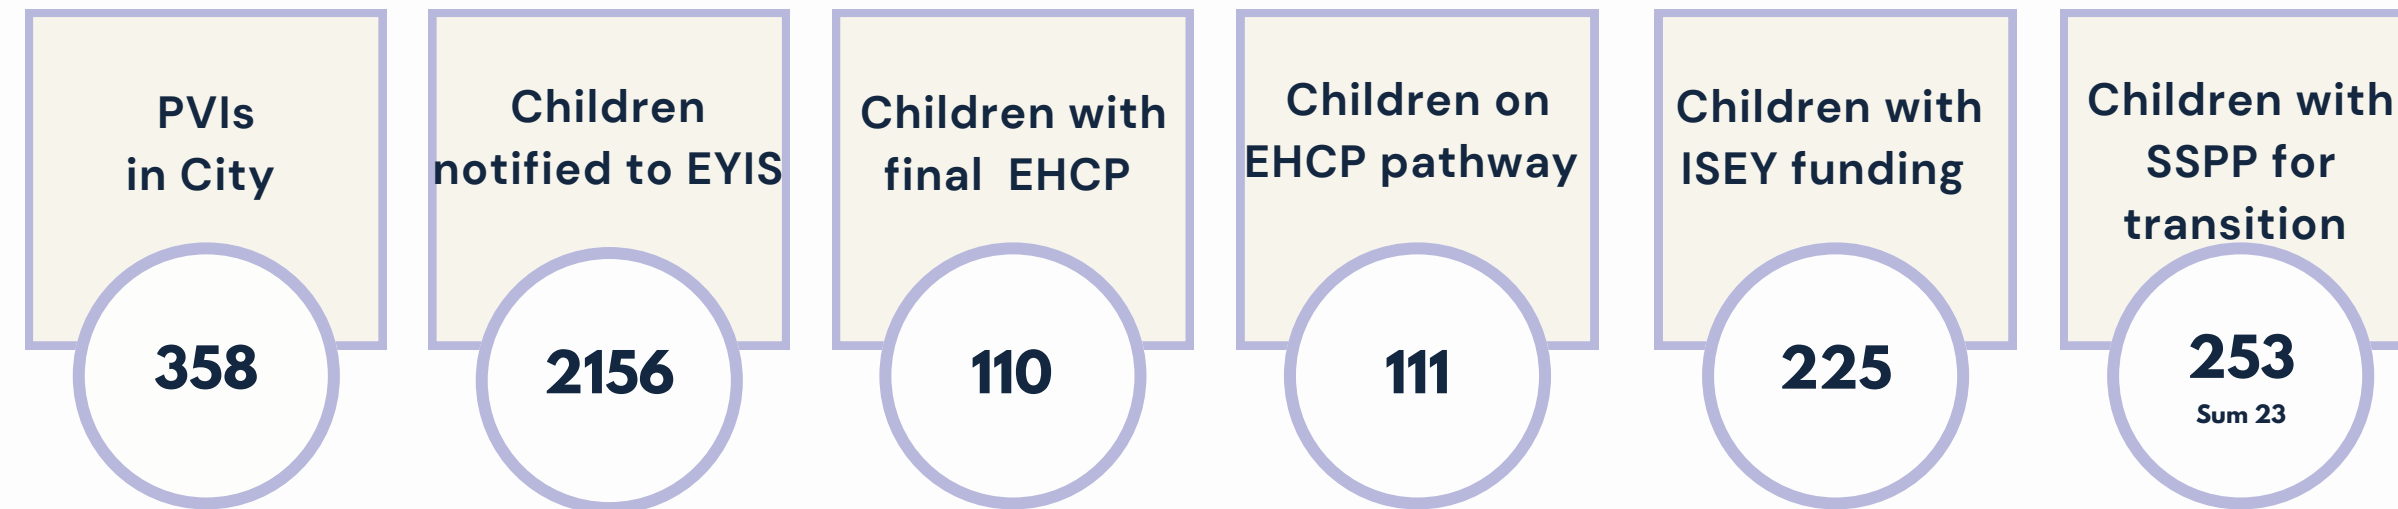 PVIs
in City
358
Children
notified to EYIS
2156
Children with
final  EHCP
110
Children on
EHCP pathway
111
Children with
ISEY funding
225
Children with
SSPP for
transition
253
Sum 23